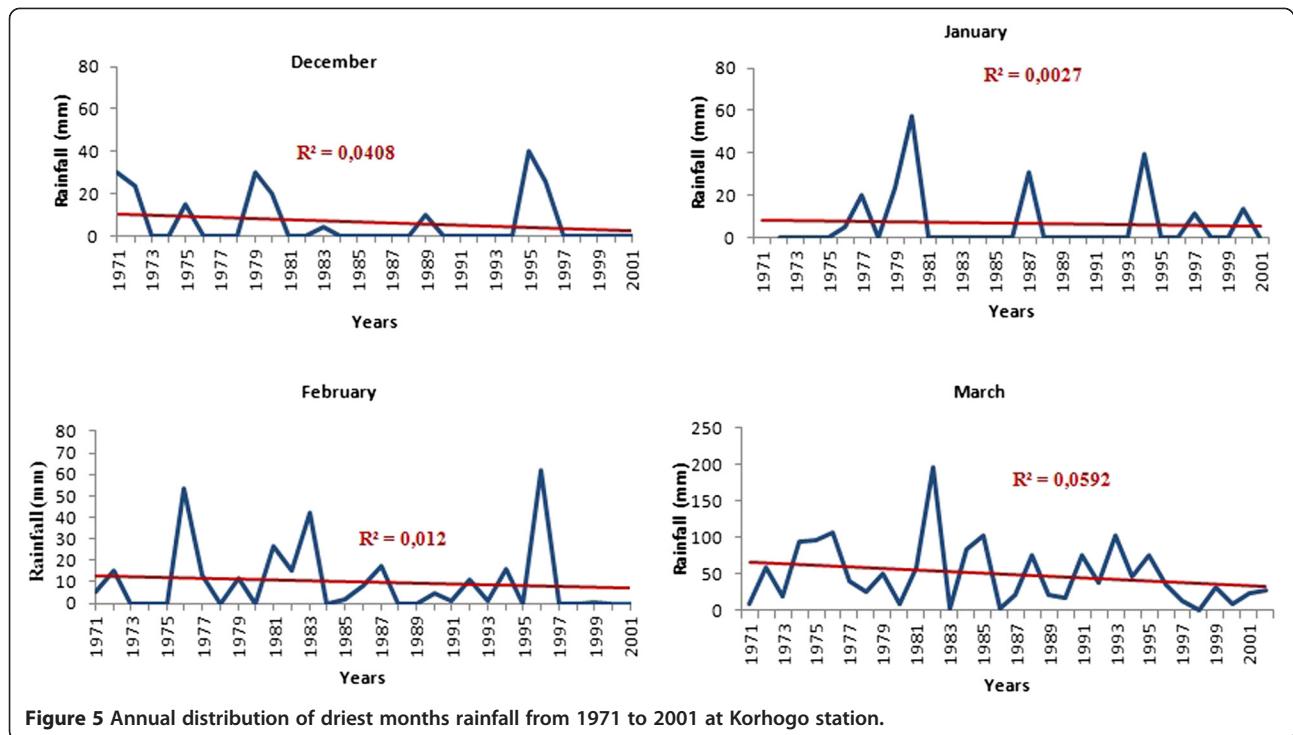 December
80
60
40
20
0
Rainfall (mm)
R² = 0,0408
1971 1973 1975 1977 1979 1981 1983 1985 1987 1989 1991 1993 1995 1997 1999 2001
Years
January
80
60
40
20
0
Rainfall (mm)
R² = 0,0027
1971 1973 1975 1977 1979 1981 1983 1985 1987 1989 1991 1993 1995 1997 1999 2001
Years
February
80
70
60
50
40
30
20
10
0
Rainfall (mm)
R² = 0,012
1971 1973 1975 1977 1979 1981 1983 1985 1987 1989 1991 1993 1995 1997 1999 2001
Years
March
250
200
150
100
50
0
Rainfall (mm)
R² = 0,0592
1971 1973 1975 1977 1979 1981 1983 1985 1987 1989 1991 1993 1995 1997 1999 2001
Years
Figure 5 Annual distribution of driest months rainfall from 1971 to 2001 at Korhogo station.